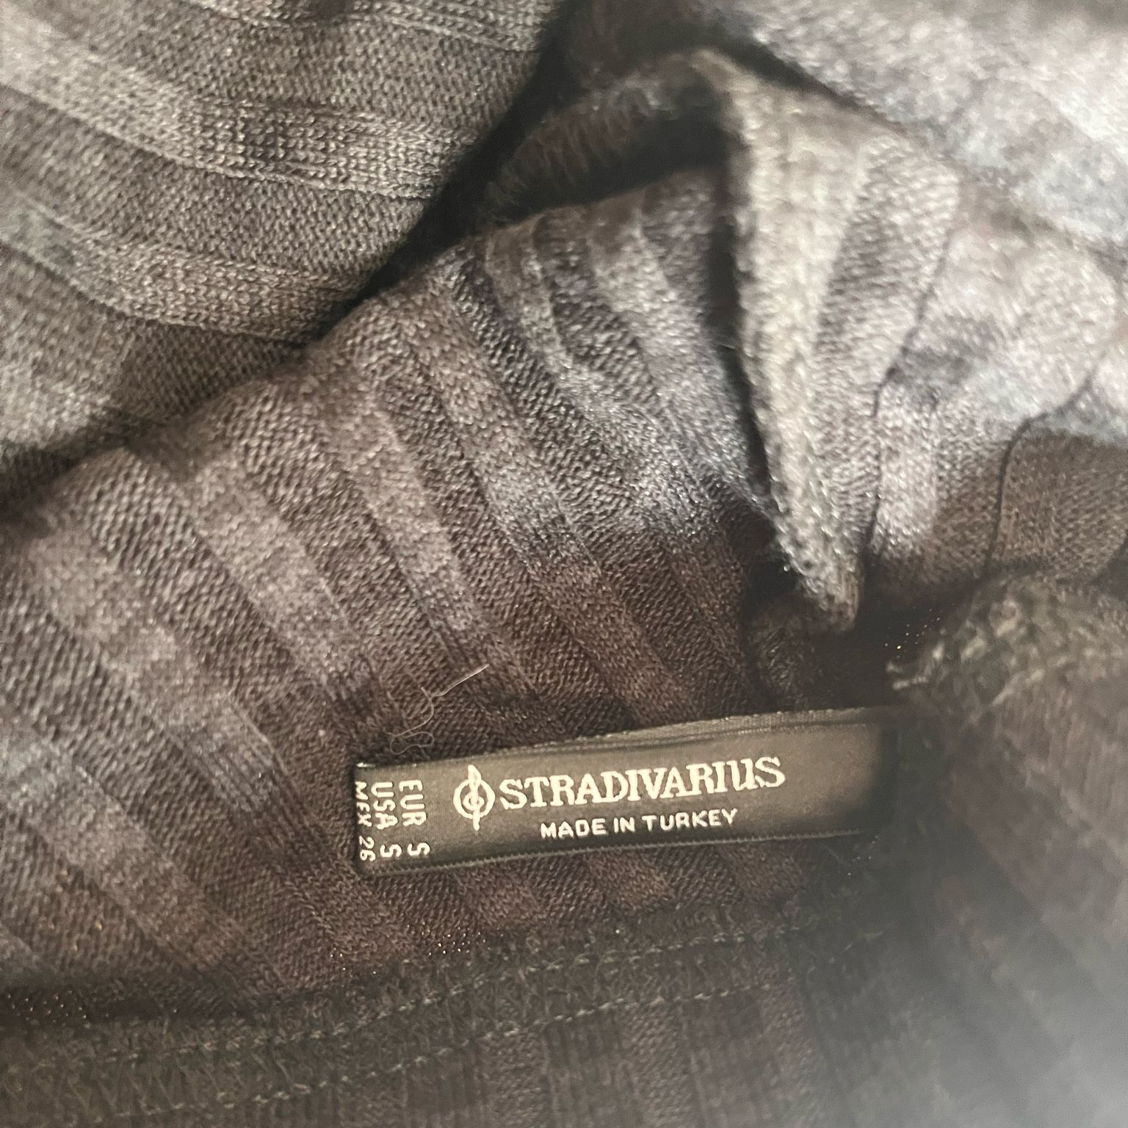 STRADIVARIUS
MADE IN TURKEY
EUR S
USA S
MEX 26